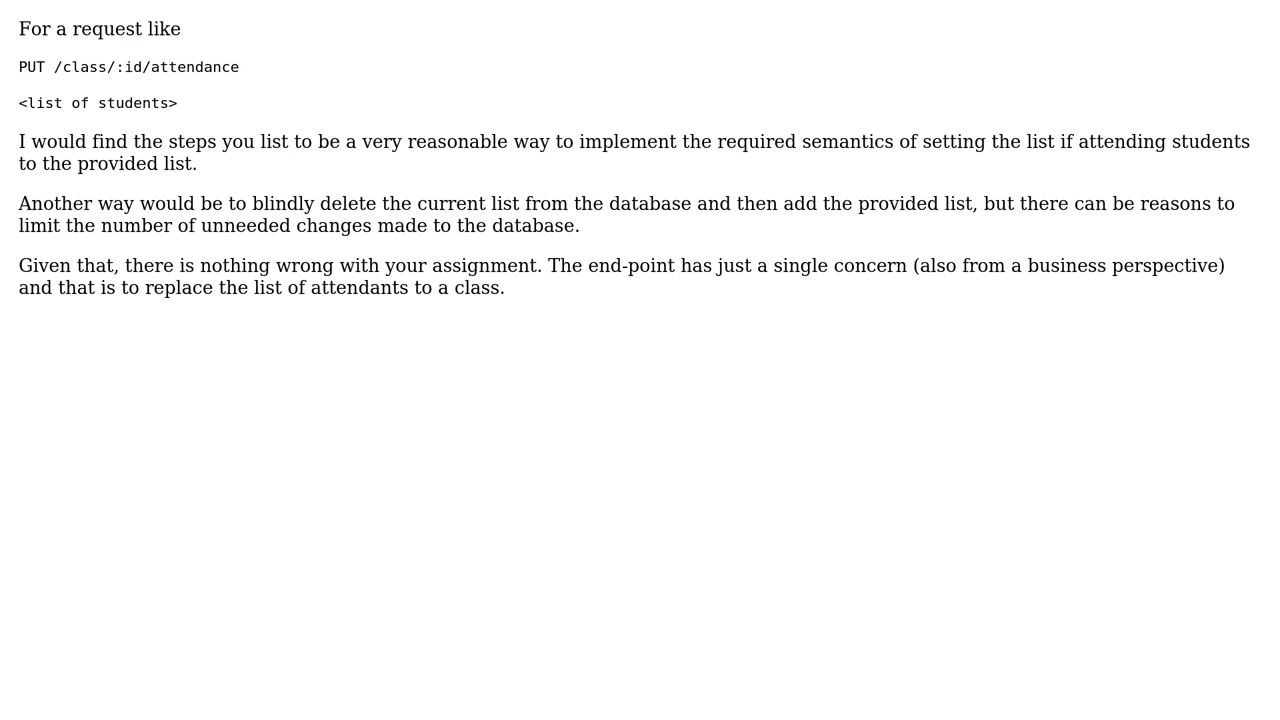 For a request like
PUT /class/:id/attendance
<list of students>
I would find the steps you list to be a very reasonable way to implement the required semantics of setting the list if attending students
to the provided list.
Another way would be to blindly delete the current list from the database and then add the provided list, but there can be reasons to
limit the number of unneeded changes made to the database.
Given that, there is nothing wrong with your assignment. The end-point has just a single concern (also from a business perspective)
and that is to replace the list of attendants to a class.